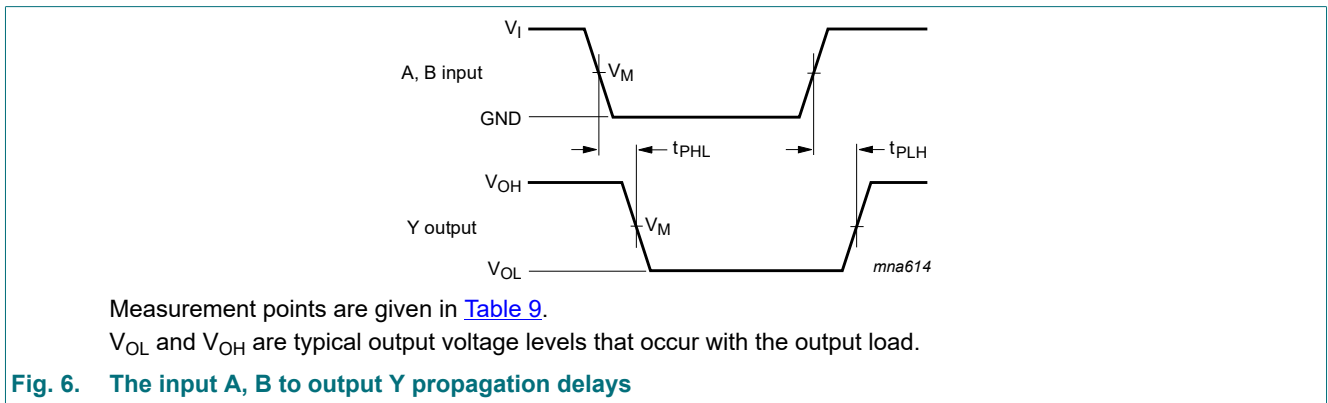 V_I
A, B input
V_M
GND
t_PHL
t_PLH
V_OH
Y output
V_M
V_OL
mna614
Measurement points are given in Table 9.
V_OL and V_OH are typical output voltage levels that occur with the output load.
Fig. 6. The input A, B to output Y propagation delays